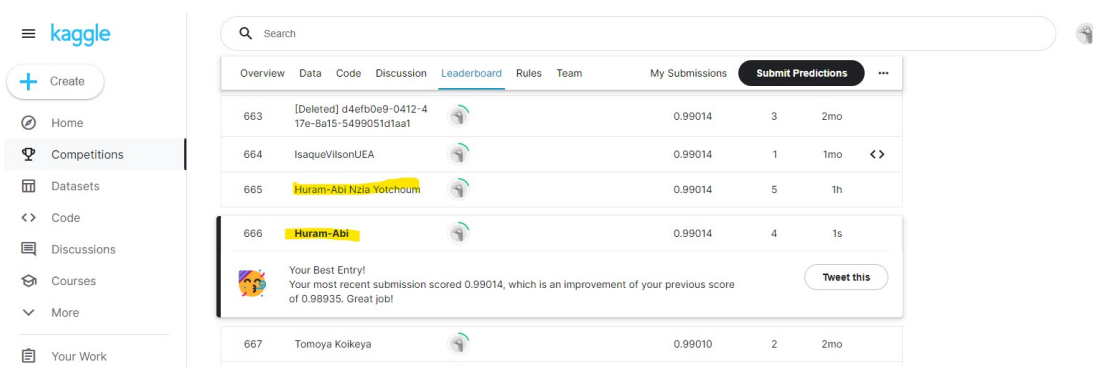 kaggle
Search
Create
Home
Competitions
Datasets
Code
Discussions
Courses
More
Your Work
Overview Data Code Discussion Leaderboard Rules Team My Submissions Submit Predictions ...
663 [Deleted] d4efb0e9-0412-4 0.99014 3 2mo
17e-8a15-5499051d1aa1
664 IsaqueVilsonUEA 0.99014 1 1mo <>
665 Huram-Abi Nzia Yotchoum 0.99014 5 1h
666 Huram-Abi 0.99014 4 1s
Your Best Entry!
Your most recent submission scored 0.99014, which is an improvement of your previous score
of 0.98935. Great job!
Tweet this
667 Tomoya Koikeya 0.99010 2 2mo